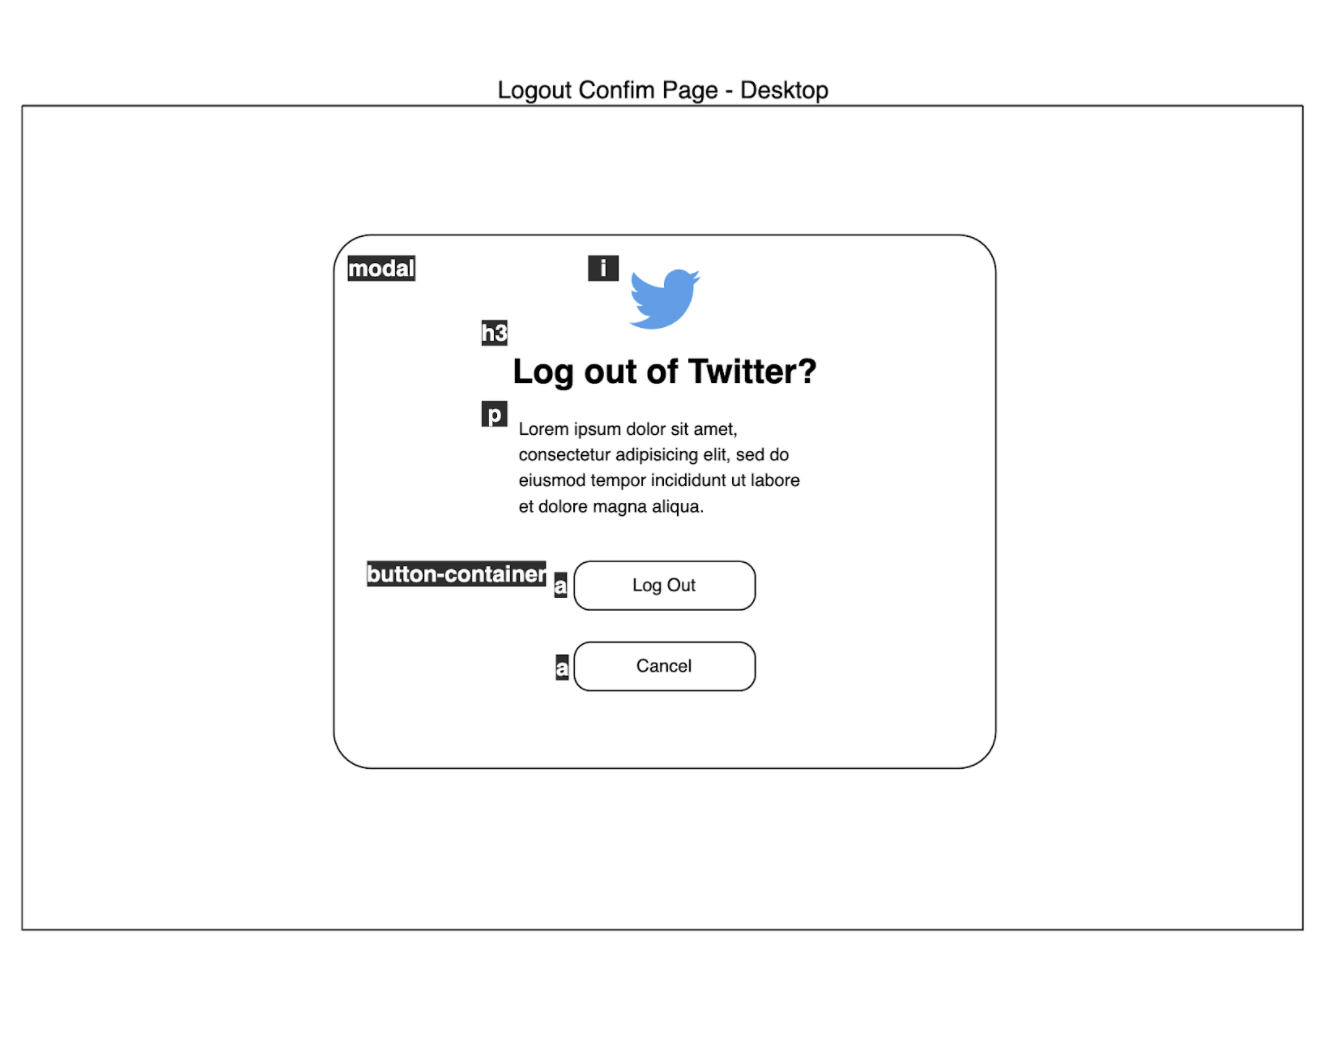 Logout Confim Page - Desktop
modal
i
h3
Log out of Twitter?
p
Lorem ipsum dolor sit amet,
consectetur adipisicing elit, sed do
eiusmod tempor incididunt ut labore
et dolore magna aliqua.
button-container
a
Log Out
a
Cancel